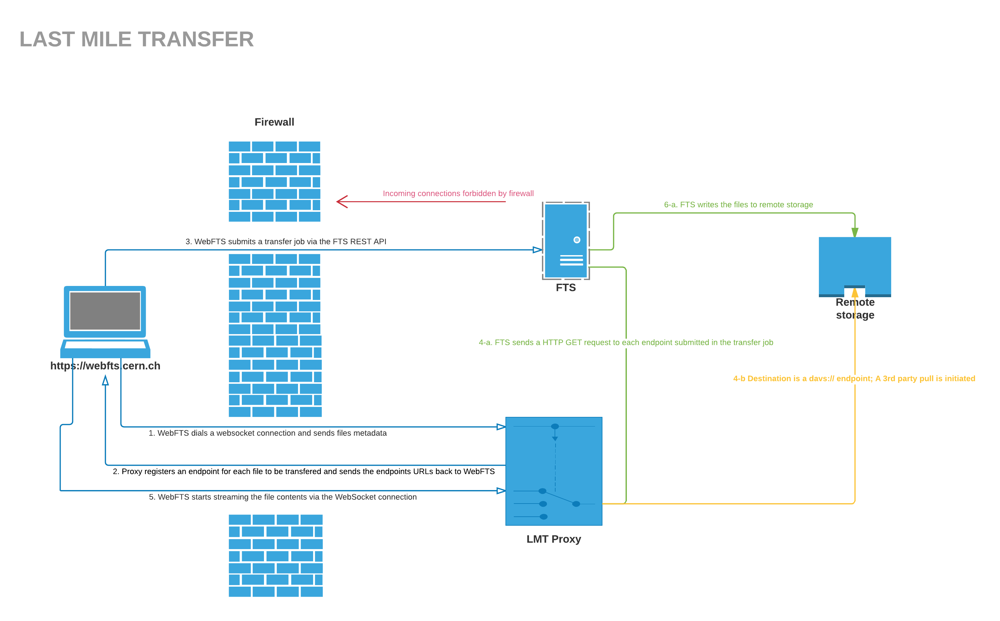 LAST MILE TRANSFER
Firewall
Incoming connections forbidden by firewall
6-a. FTS writes the files to remote storage
3. WebFTS submits a transfer job via the FTS REST API
FTS
Remote
storage
4-a. FTS sends a HTTP GET request to each endpoint submitted in the transfer job
https://webfts.cern.ch
4-b Destination is a davs:// endpoint; A 3rd party pull is initiated
1. WebFTS dials a websocket connection and sends files metadata
2. Proxy registers an endpoint for each file to be transfered and sends the endpoints URLs back to WebFTS
5. WebFTS starts streaming the file contents via the WebSocket connection
LMT Proxy